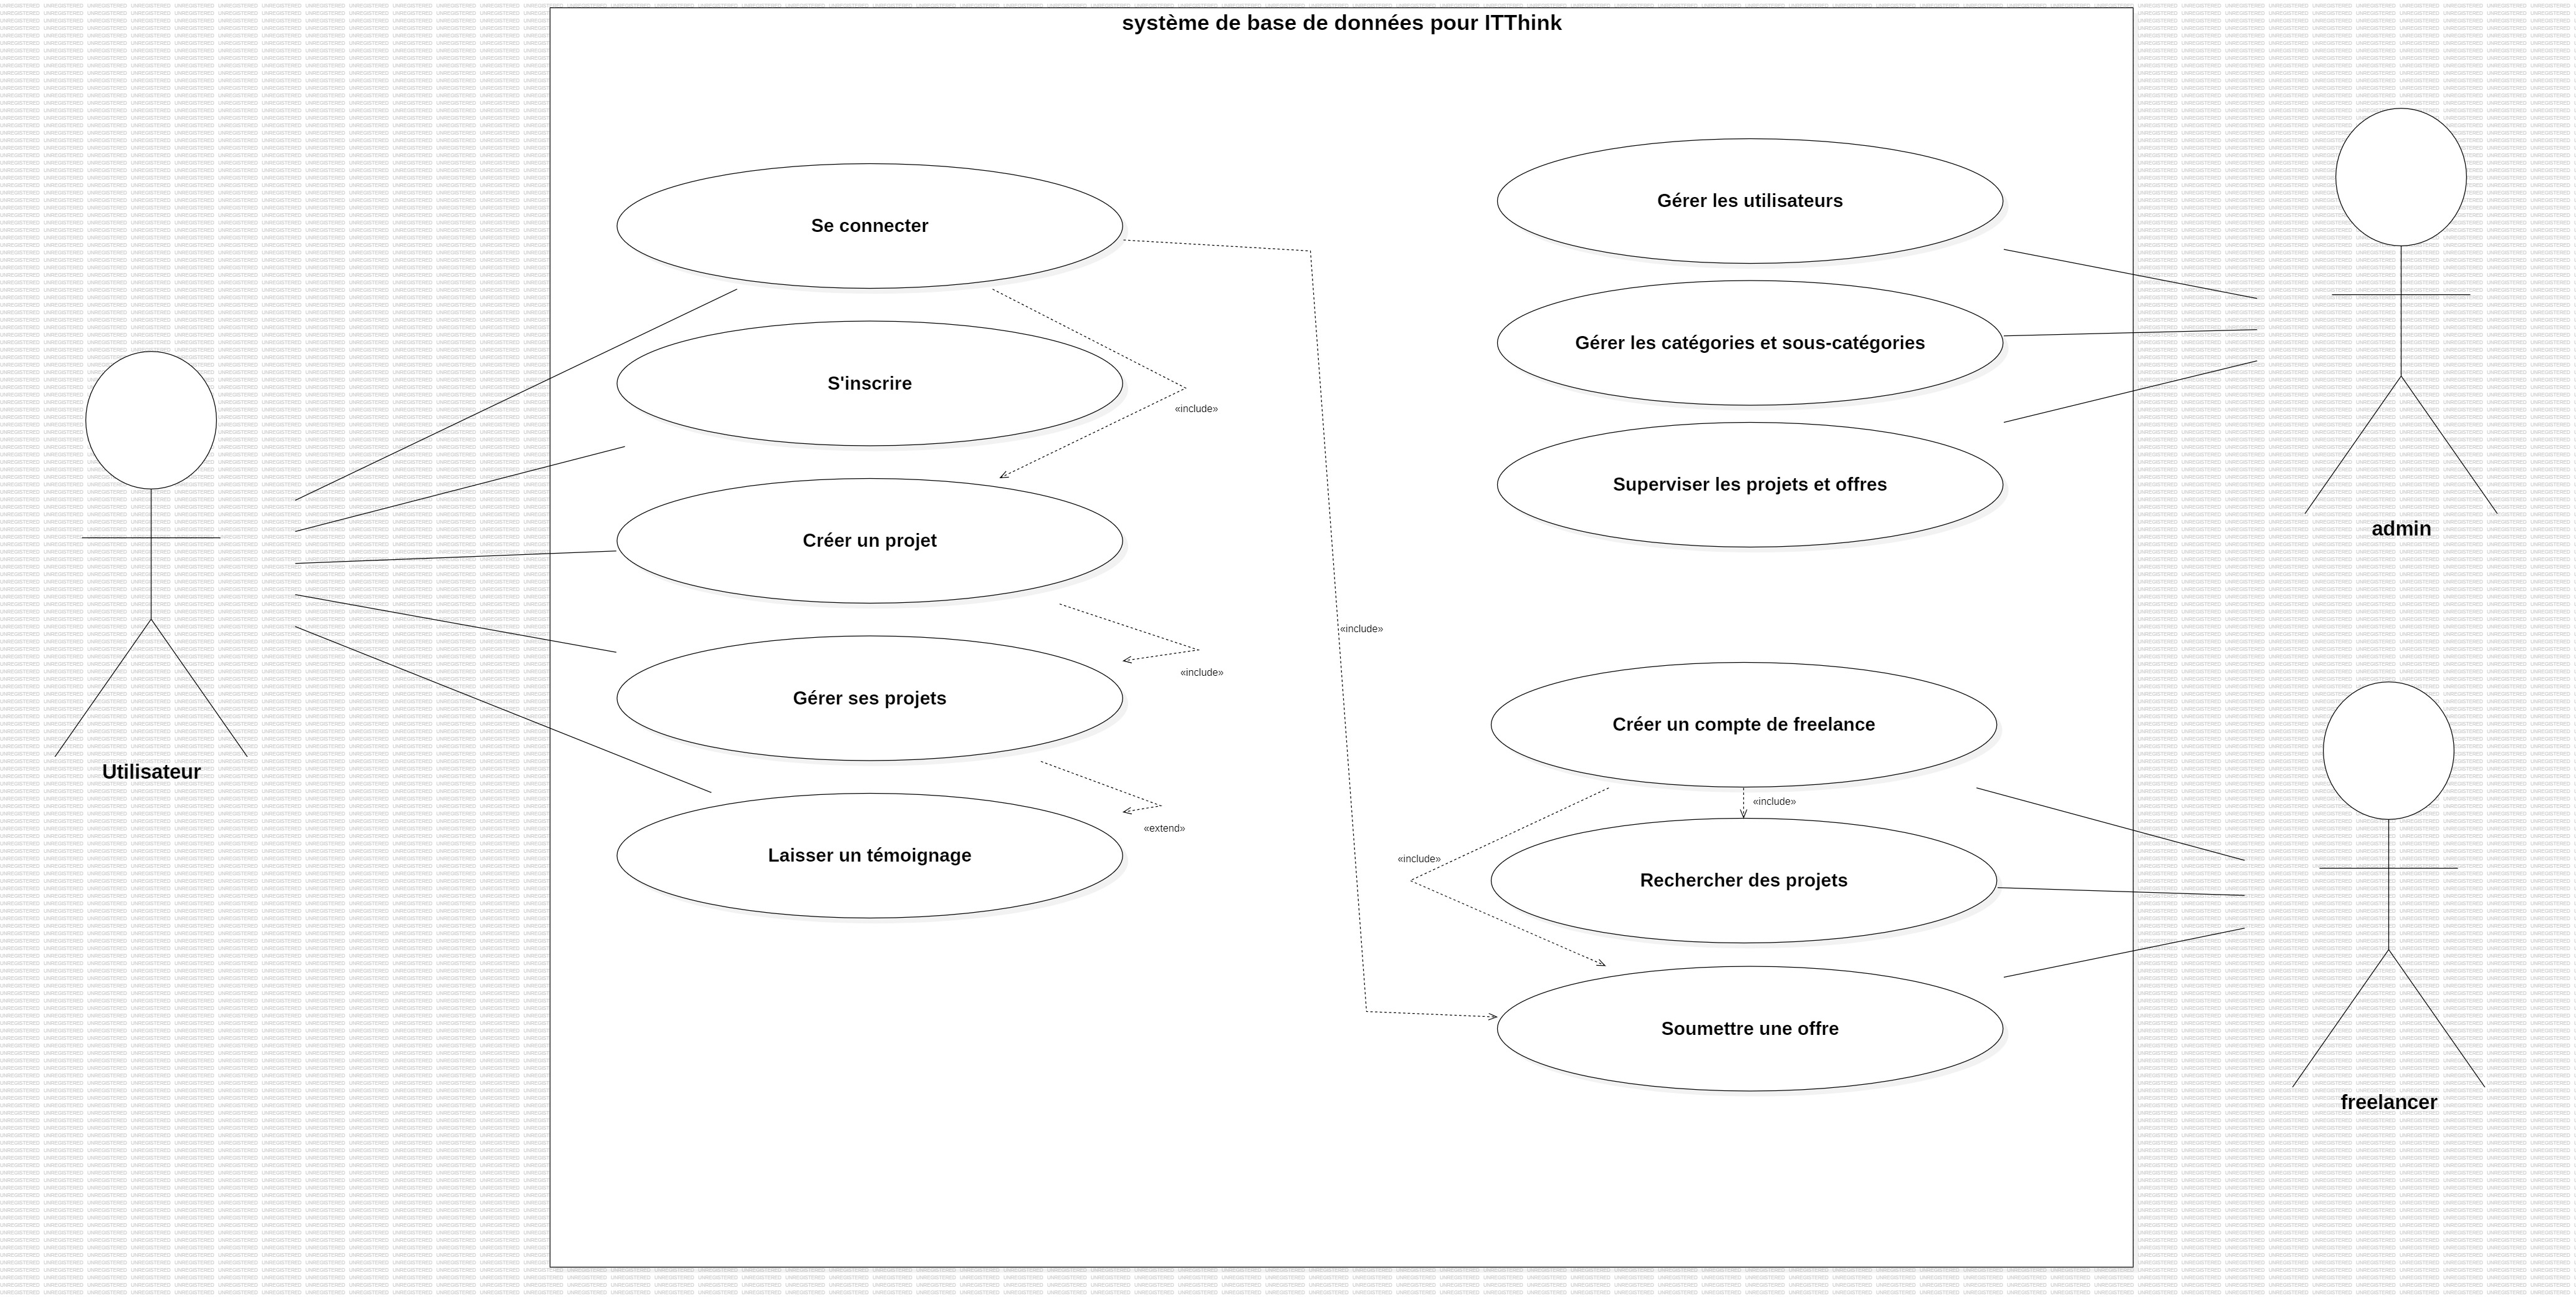 système de base de données pour ITThink
Se connecter
S'inscrire
«include»
Créer un projet
«include»
Gérer ses projets
«extend»
Laisser un témoignage
Utilisateur
«include»
Gérer les utilisateurs
Gérer les catégories et sous-catégories
Superviser les projets et offres
admin
Créer un compte de freelance
«include»
«include»
Rechercher des projets
Soumettre une offre
freelancer
UNREGISTERED